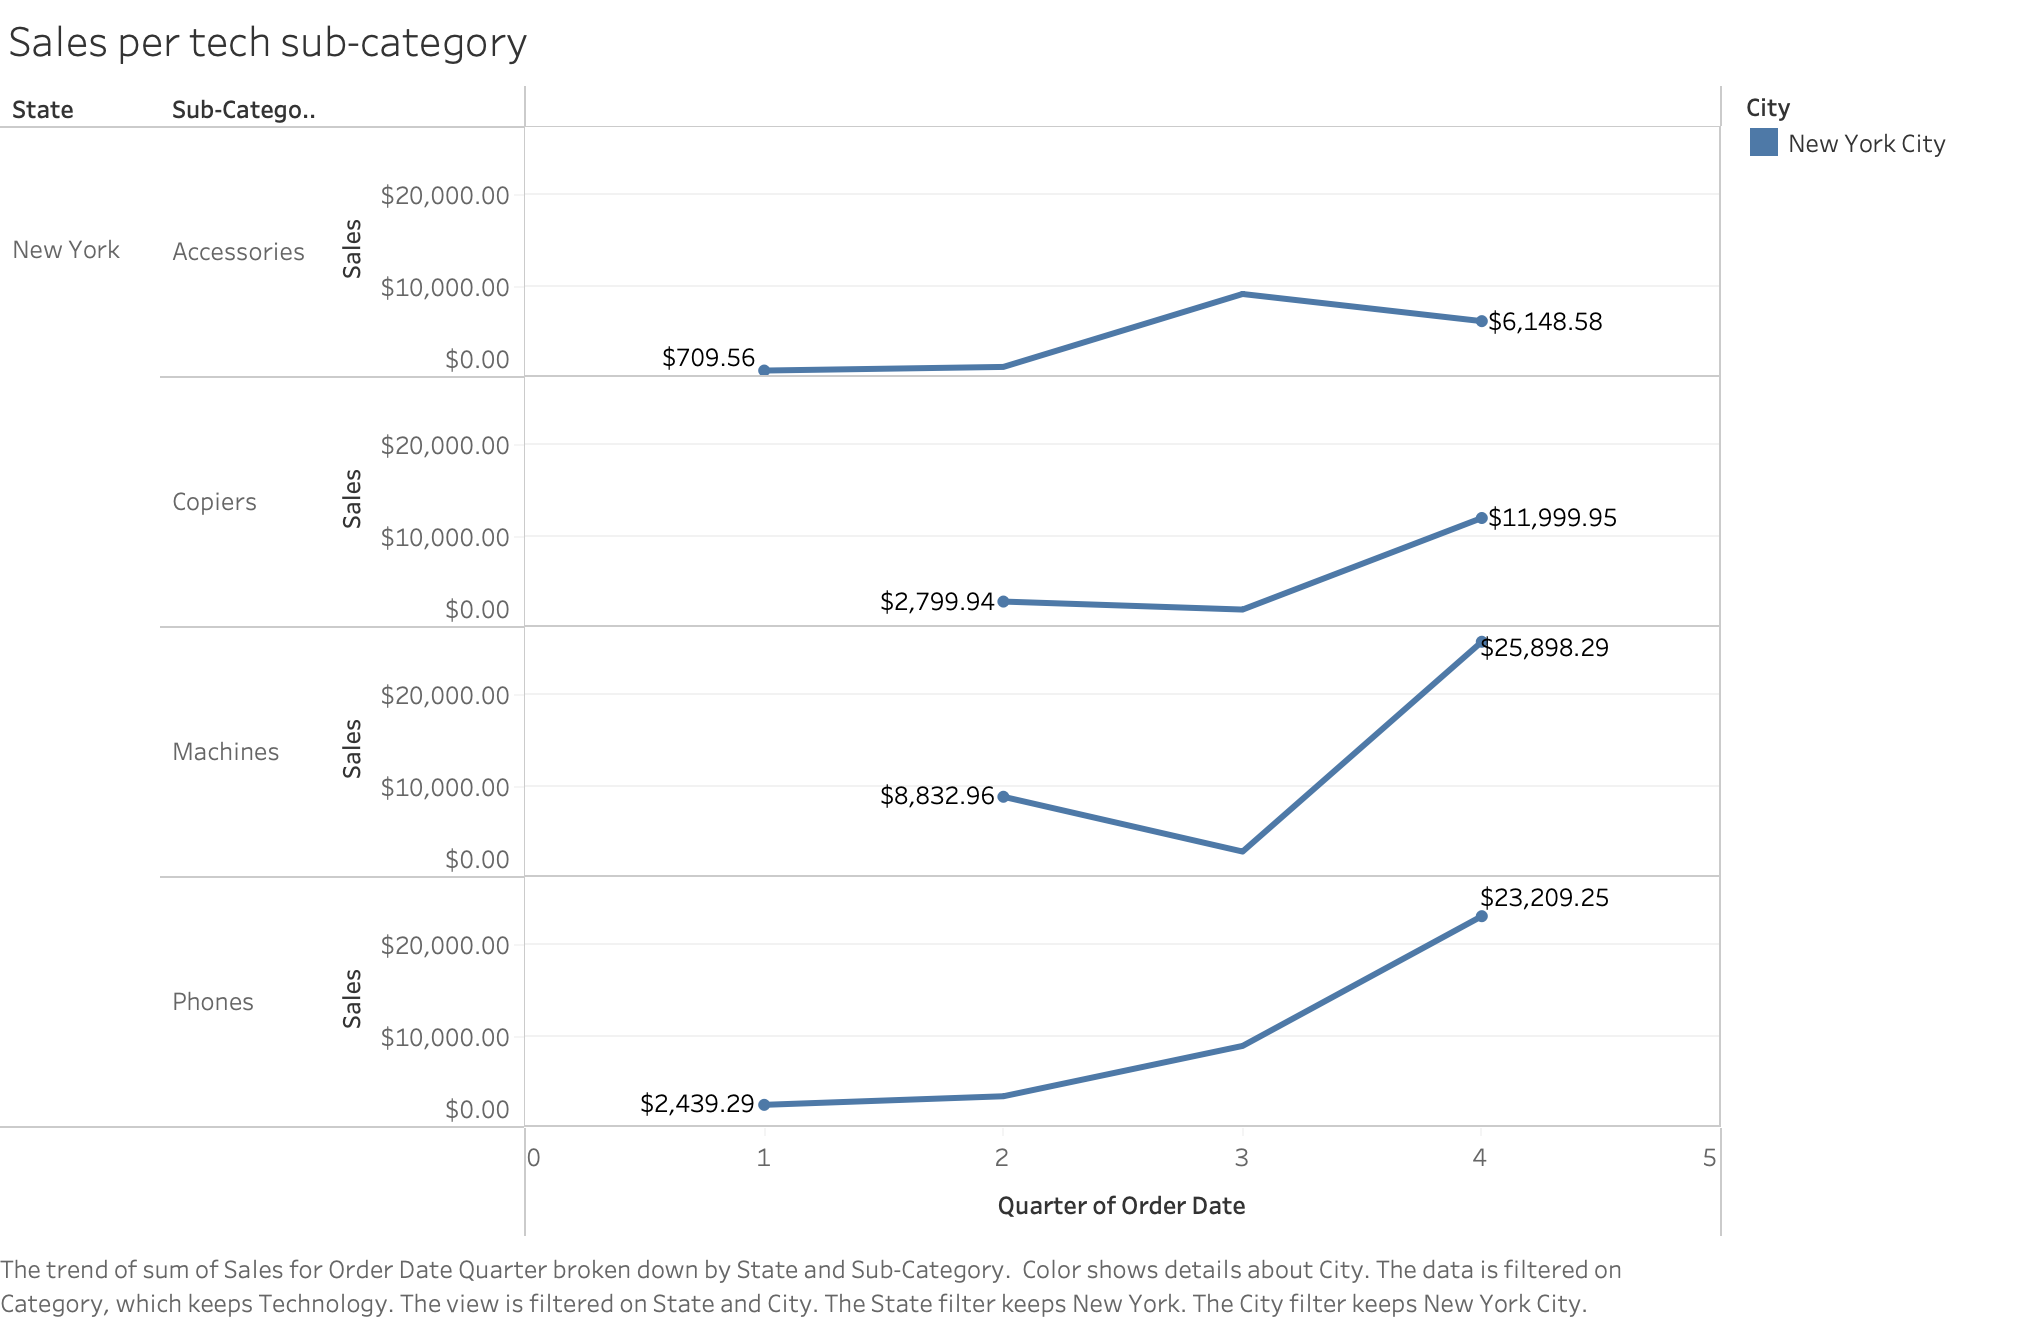 Sales per tech sub-category
State
Sub-Catego..
City
New York City
New York
Accessories
Sales
$20,000.00
$10,000.00
$0.00
$709.56
$6,148.58
Copiers
Sales
$20,000.00
$10,000.00
$0.00
$2,799.94
$11,999.95
Machines
Sales
$20,000.00
$10,000.00
$0.00
$8,832.96
$25,898.29
Phones
Sales
$20,000.00
$10,000.00
$0.00
$2,439.29
$23,209.25
0 1 2 3 4 5
Quarter of Order Date
The trend of sum of Sales for Order Date Quarter broken down by State and Sub-Category.  Color shows details about City. The data is filtered on
Category, which keeps Technology. The view is filtered on State and City. The State filter keeps New York. The City filter keeps New York City.